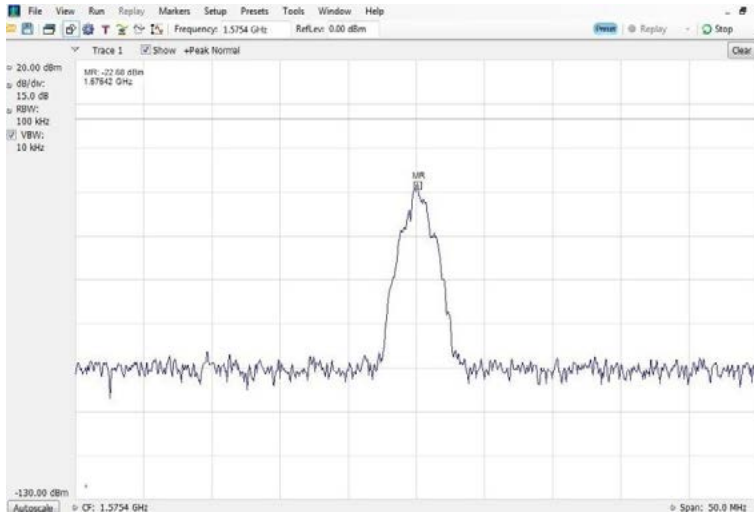 File View Run Replay Markers Setup Presets Tools Window Help
T Frequency: 1.5754 GHz RefLev: 0.00 dBm Preset Replay Stop
Trace 1 Show +Peak Normal Clear
20.00 dBm
dB/div:
15.0 dB
RBW:
100 kHz
VBW:
10 kHz
MR: -22.68 dBm
1.57542 GHz
MR
-130.00 dBm
Autoscale CF: 1.5754 GHz Span: 50.0 MHz